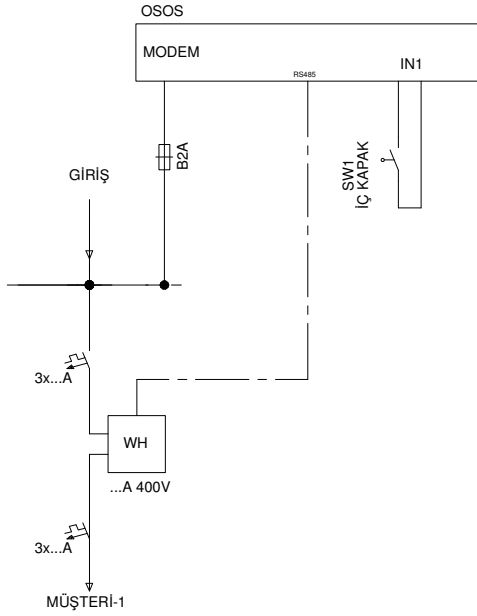 OSOS
MODEM
RS485
IN1
B2A
SW1
İÇ KAPAK
GİRİŞ
3x...A
WH
...A 400V
3x...A
MÜŞTERİ-1